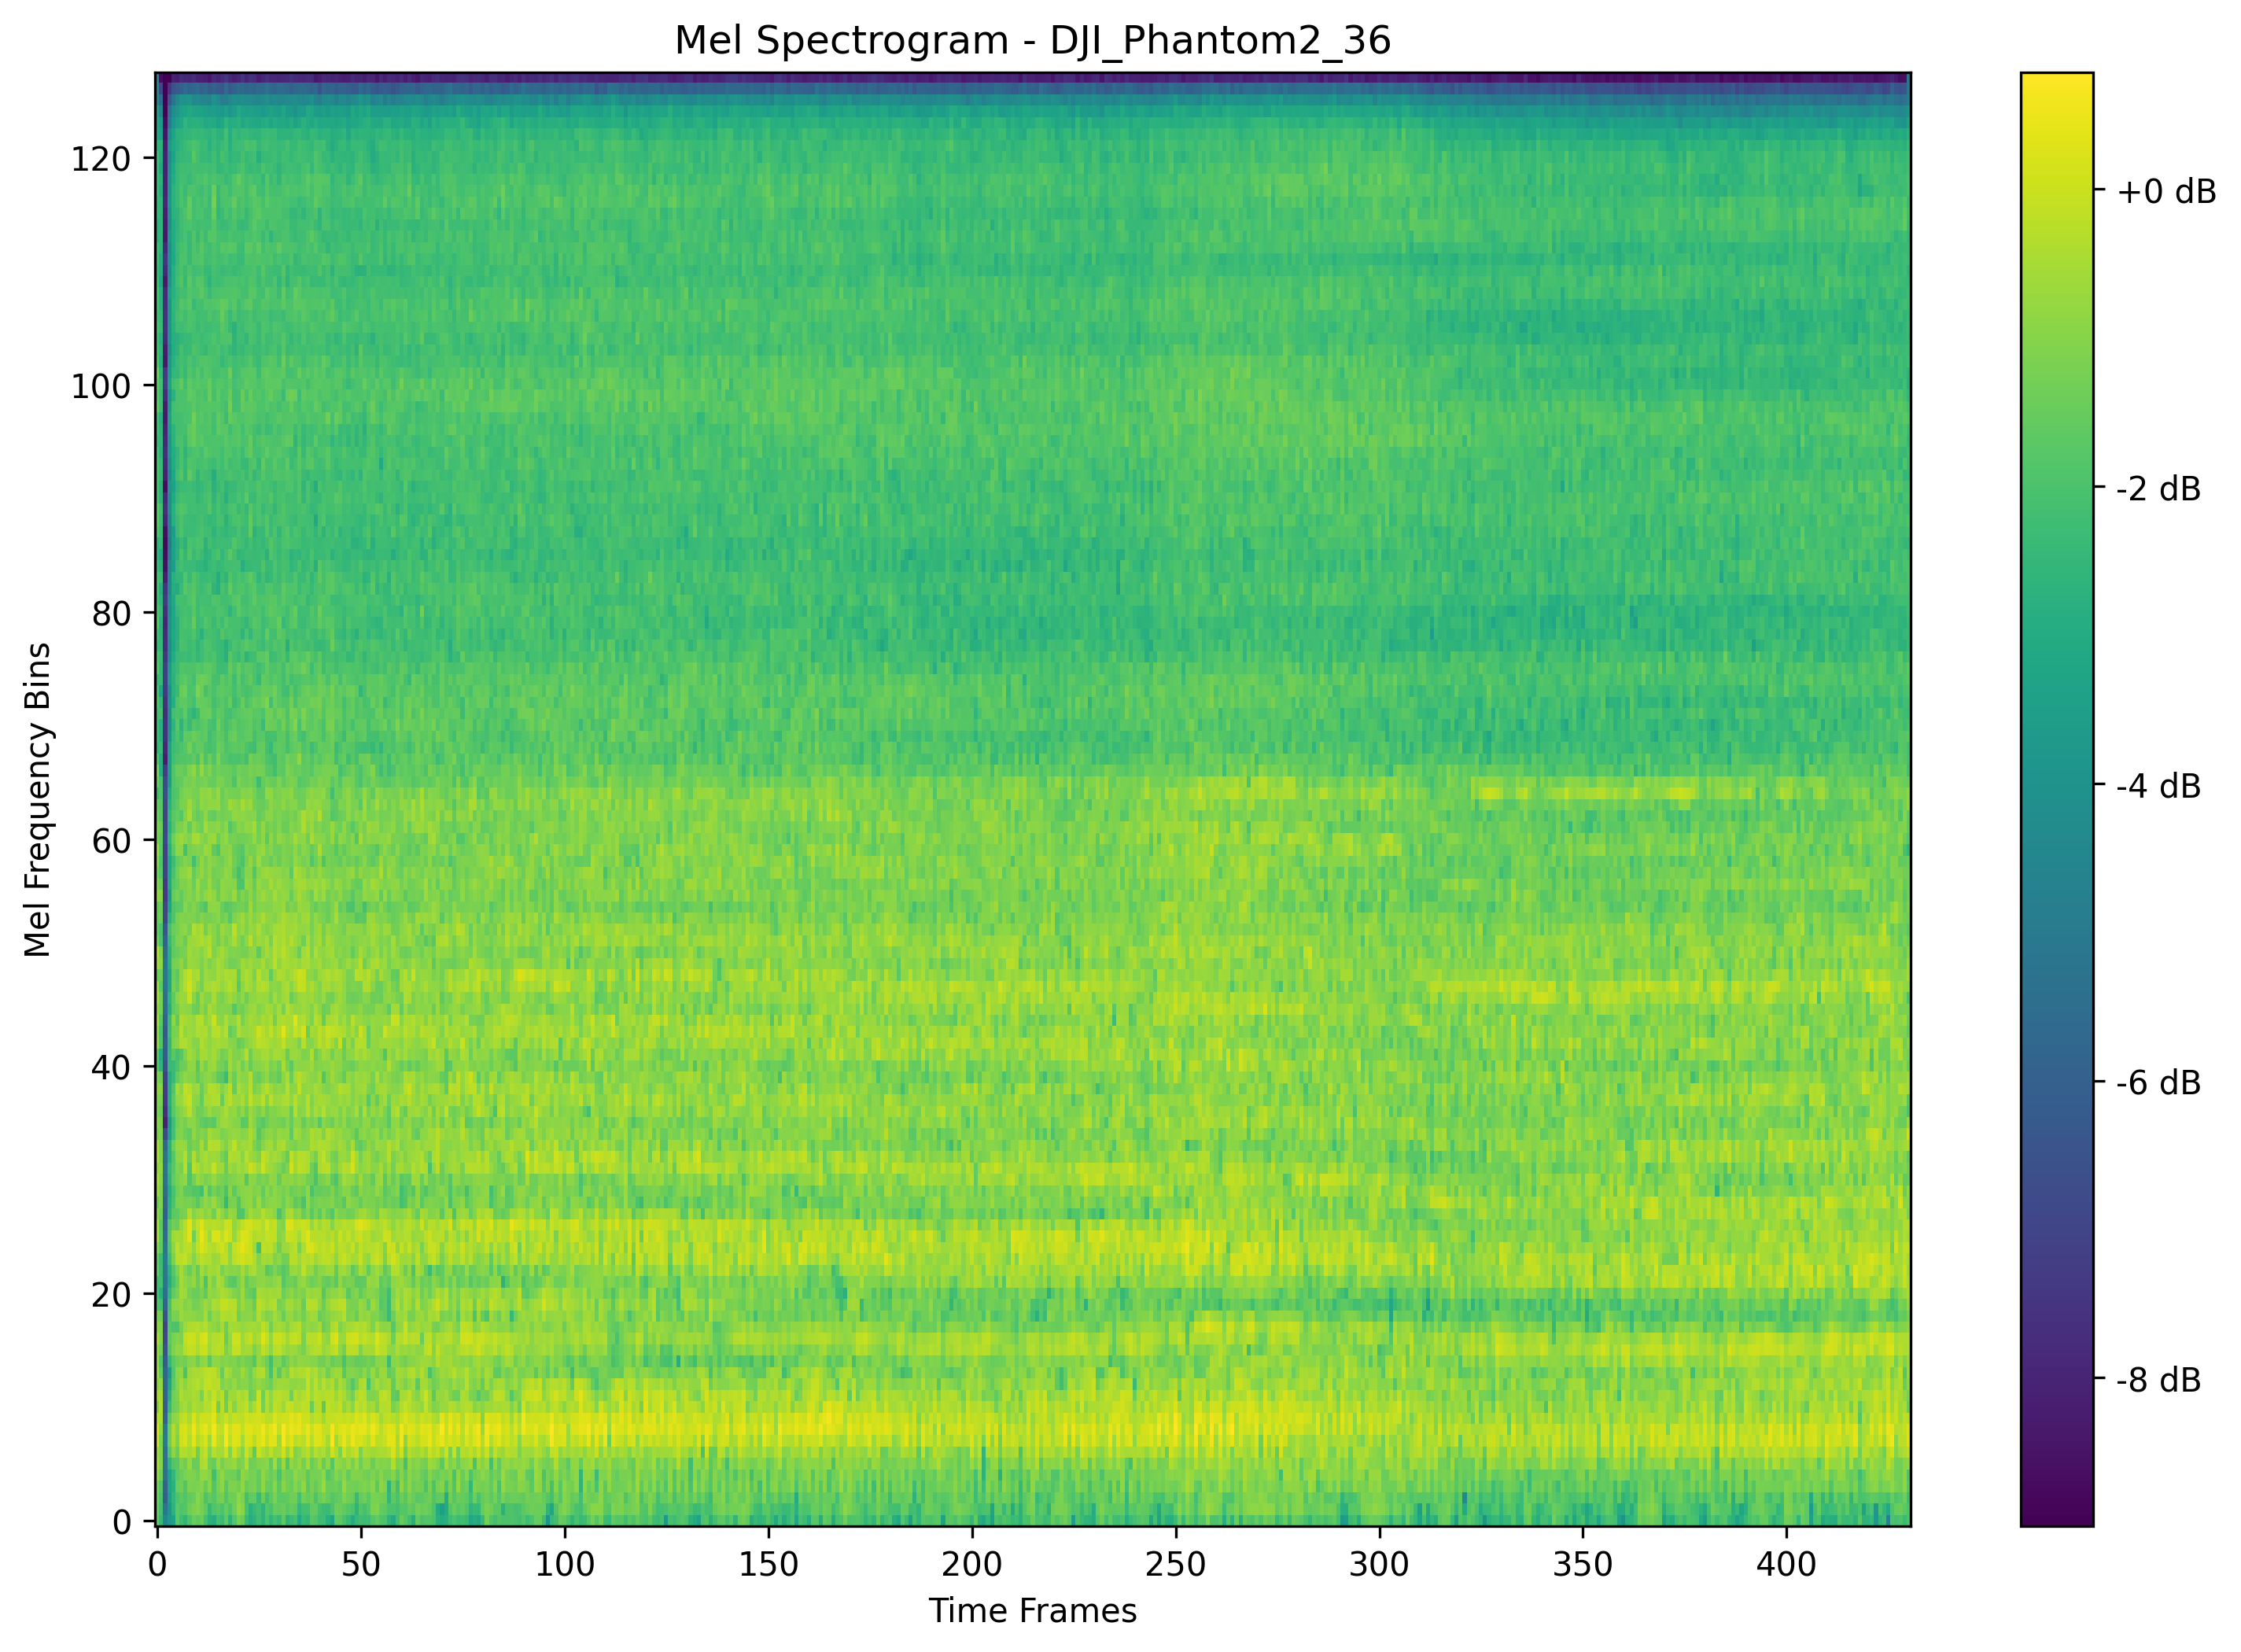 Mel Spectrogram - DJI_Phantom2_36
120
100
80
60
40
20
0
Mel Frequency Bins
0 50 100 150 200 250 300 350 400
Time Frames
+0 dB
-2 dB
-4 dB
-6 dB
-8 dB